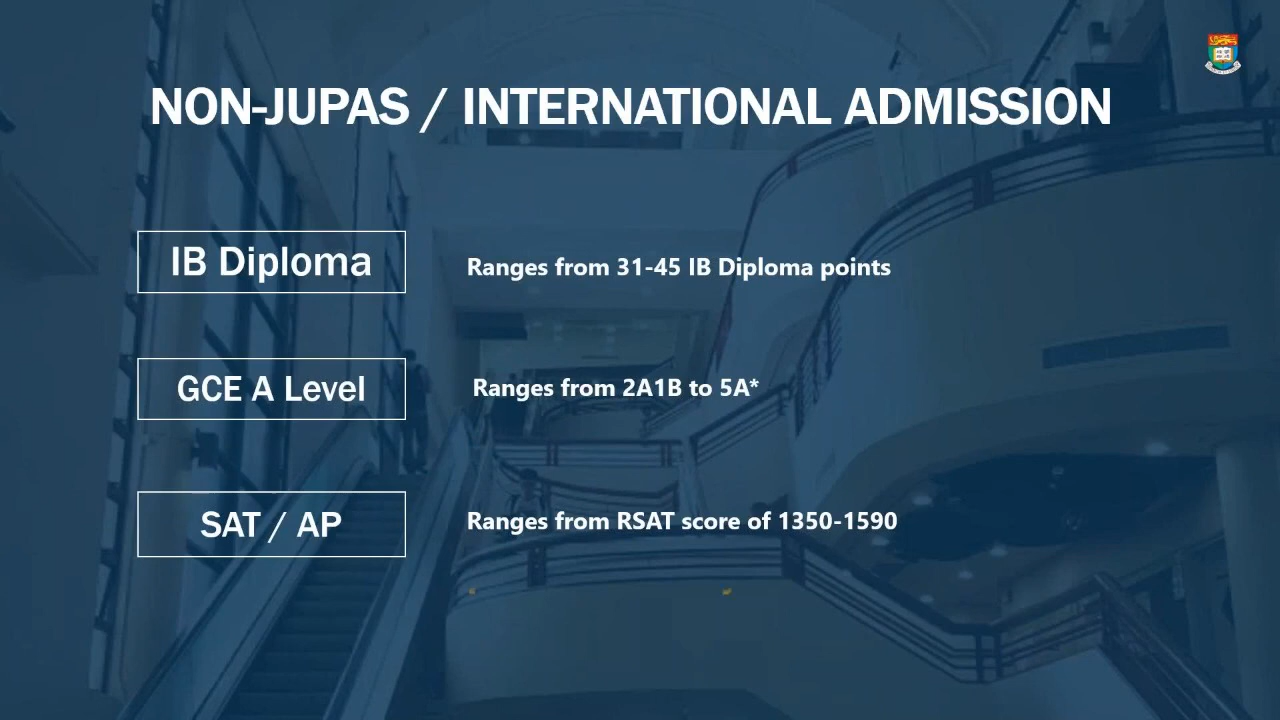 NON-JUPAS / INTERNATIONAL ADMISSION
IB Diploma
Ranges from 31-45 IB Diploma points
GCE A Level
Ranges from 2A1B to 5A*
SAT / AP
Ranges from RSAT score of 1350-1590